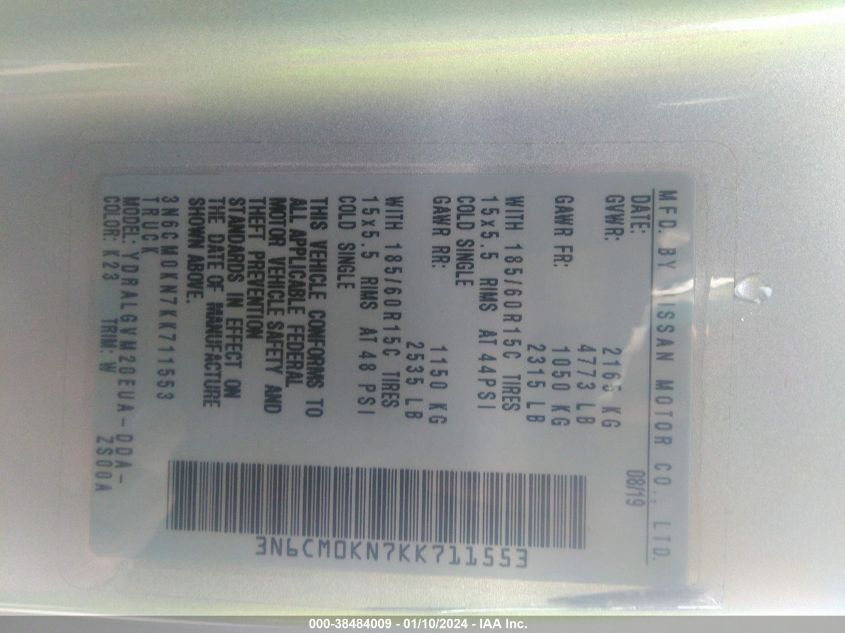 MFD. BY NISSAN MOTOR CO., LTD.
DATE: 08/19
GVWR: 2165 KG
4773 LB
GAWR FR: 1050 KG
2315 LB
WITH 185/60R15C TIRES
15x5.5 RIMS AT 44PSI
COLD SINGLE
GAWR RR: 1150 KG
2535 LB
WITH 185/60R15C TIRES
15x5.5 RIMS AT 48 PSI
COLD SINGLE
THIS VEHICLE CONFORMS TO
ALL APPLICABLE FEDERAL
MOTOR VEHICLE SAFETY AND
THEFT PREVENTION
STANDARDS IN EFFECT ON
THE DATE OF MANUFACTURE
SHOWN ABOVE.
3N6CM0KN7KK711553
TRUCK
MODEL: YDRALGVM20EUA-DDA-
ZS00A
COLOR: K23 TRIM: W
3N6CM0KN7KK711553
000-38484009 - 01/10/2024 - IAA Inc.